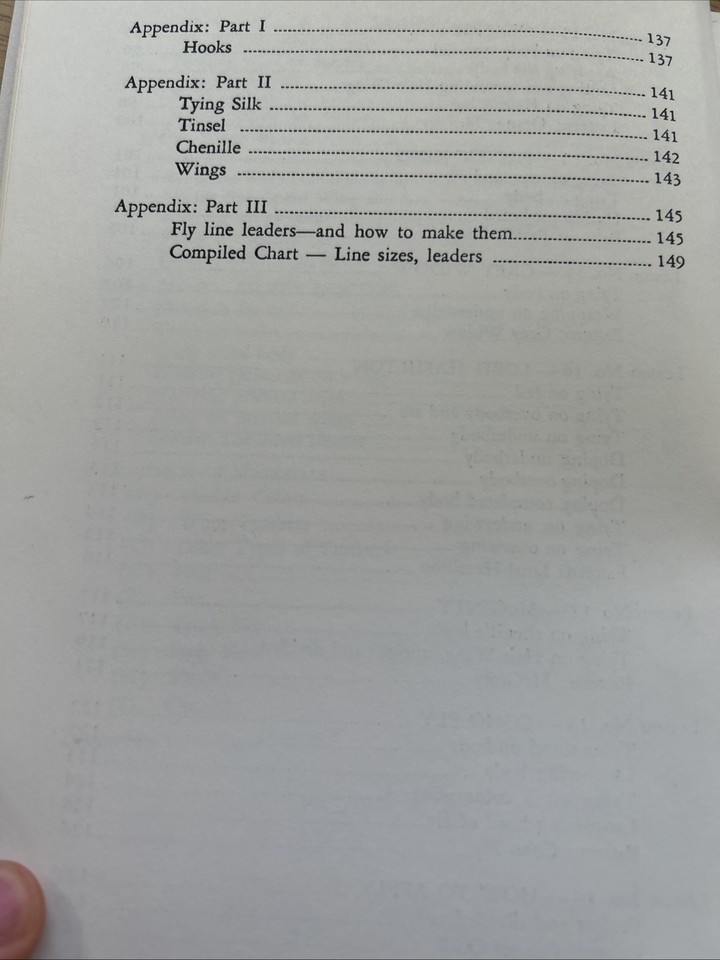 Appendix: Part I ........ 137
Hooks ........ 137
Appendix: Part II ........ 141
Tying Silk ........ 141
Tinsel ........ 141
Chenille ........ 142
Wings ........ 143
Appendix: Part III ........ 145
Fly line leaders—and how to make them........ 145
Compiled Chart — Line sizes, leaders ........ 149